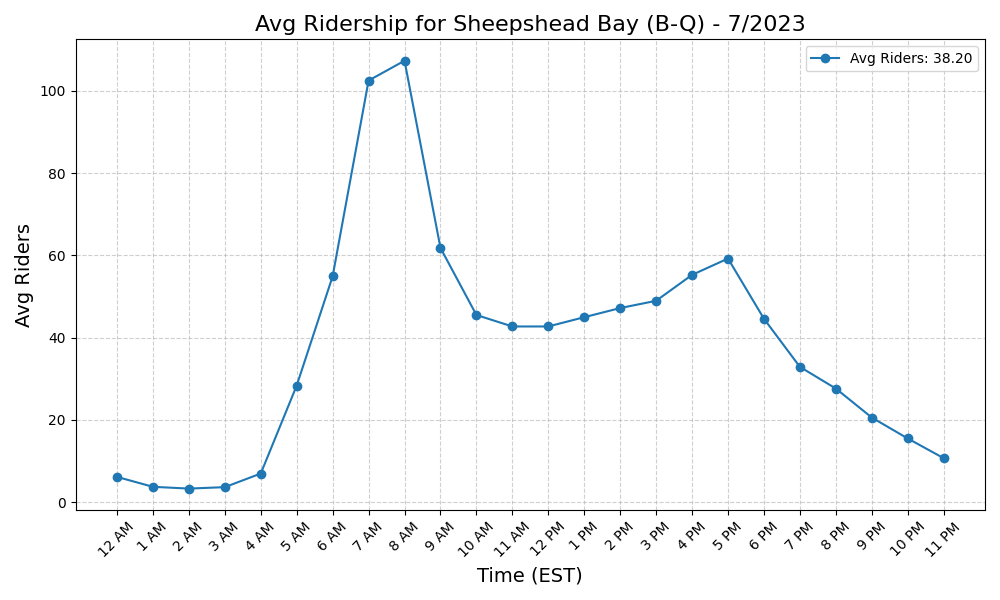 Avg Ridership for Sheepshead Bay (B-Q) - 7/2023
Avg Riders: 38.20
Avg Riders
100
80
60
40
20
0
12 AM
1 AM
2 AM
3 AM
4 AM
5 AM
6 AM
7 AM
8 AM
9 AM
10 AM
11 AM
12 PM
1 PM
2 PM
3 PM
4 PM
5 PM
6 PM
7 PM
8 PM
9 PM
10 PM
11 PM
Time (EST)